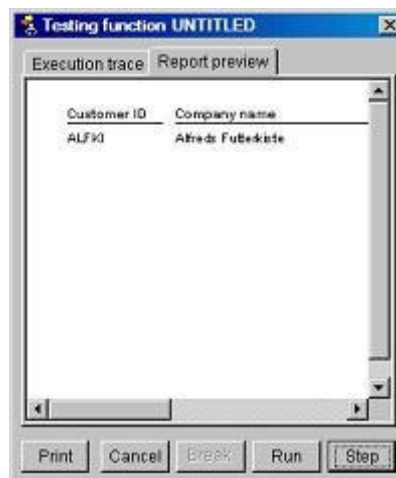 Testing function UNTITLED
Execution trace Report preview
Customer ID Company name
ALFKI Alfreds Futterkiste
Print Cancel Break Run Step